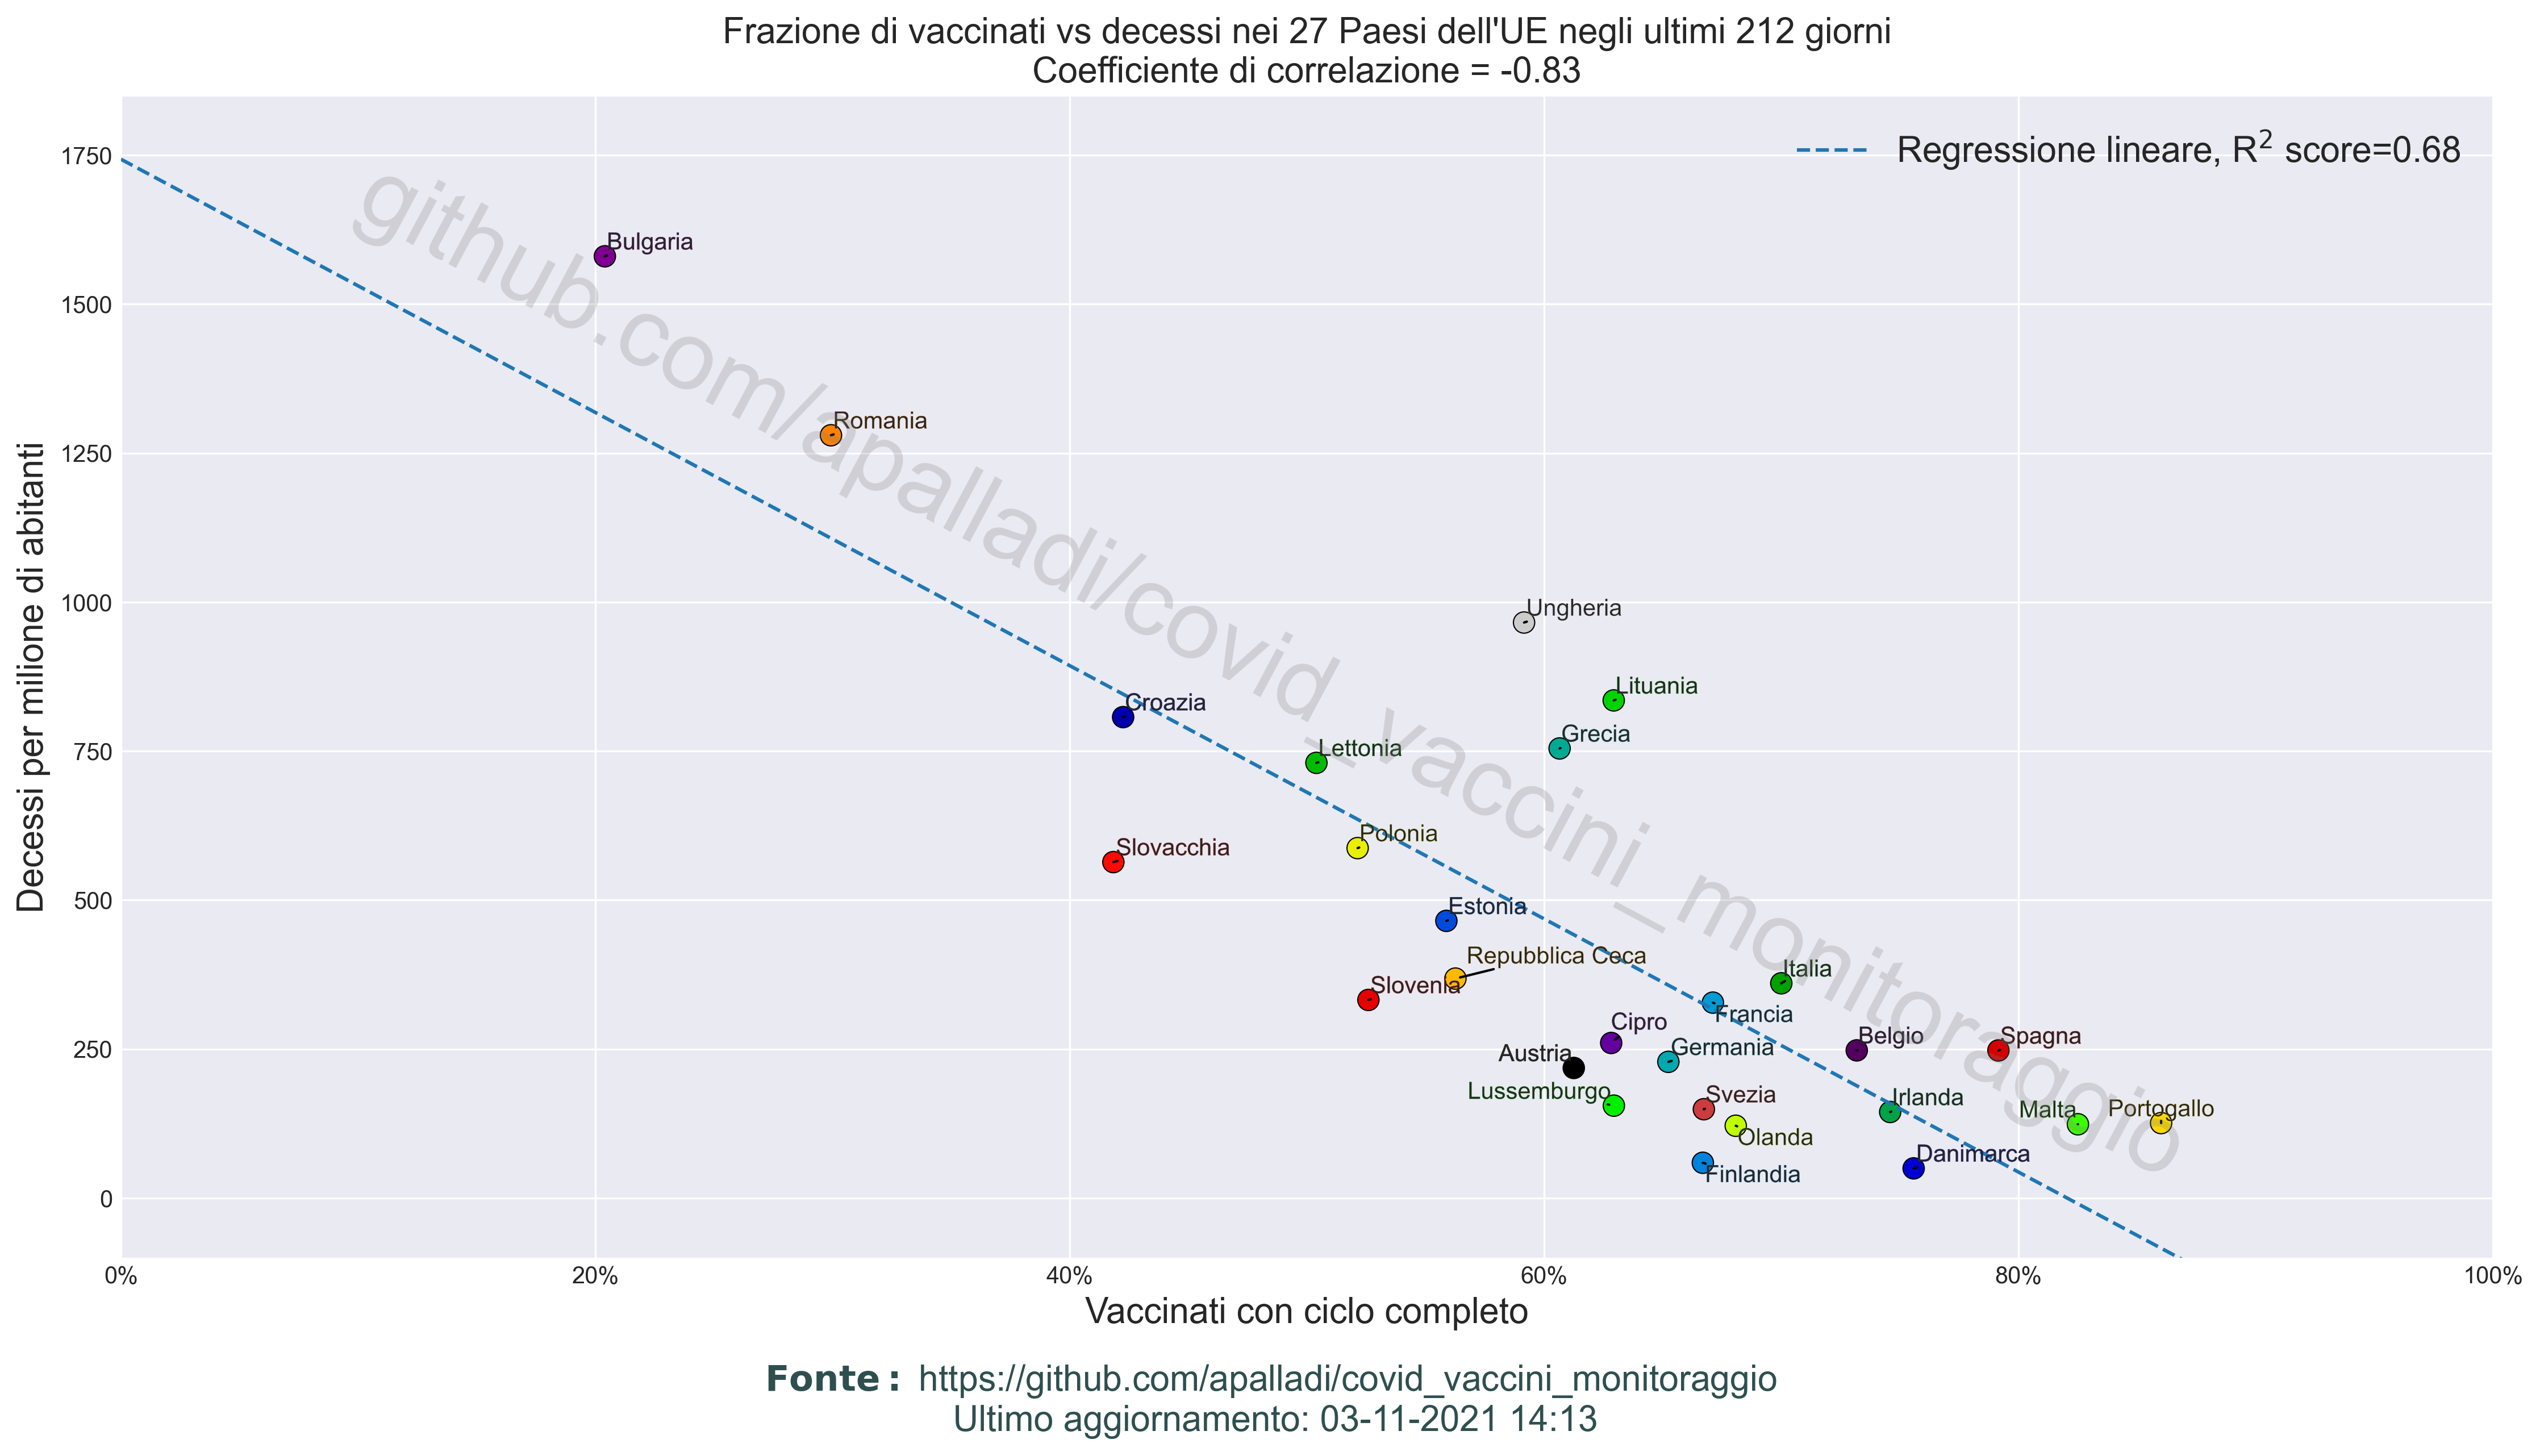 Frazione di vaccinati vs decessi nei 27 Paesi dell'UE negli ultimi 212 giorni
Coefficiente di correlazione = -0.83
Regressione lineare, R² score=0.68
Decessi per milione di abitanti
1750
1500
1250
1000
750
500
250
0
github.com/apalladi/covid_vaccini_monitoraggio
Bulgaria
Romania
Ungheria
Lituania
Croazia
Grecia
Lettonia
Polonia
Slovacchia
Estonia
Repubblica Ceca
Italia
Slovenia
Francia
Cipro
Belgio
Spagna
Germania
Austria
Lussemburgo
Svezia
Irlanda
Malta
Portogallo
Olanda
Danimarca
Finlandia
0%
20%
40%
60%
80%
100%
Vaccinati con ciclo completo
Fonte: https://github.com/apalladi/covid_vaccini_monitoraggio
Ultimo aggiornamento: 03-11-2021 14:13